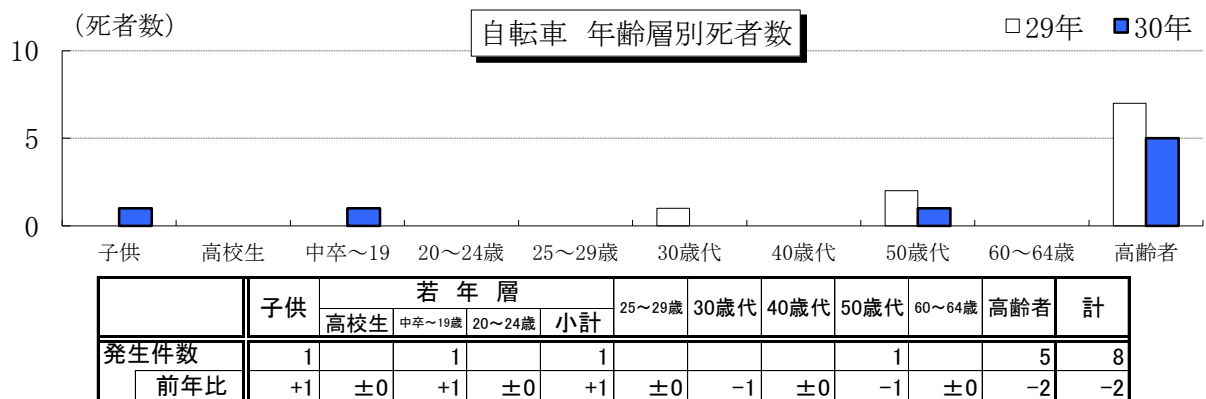 (死者数)
自転車 年齢層別死者数
□29年 ■30年
10
5
0
子供 高校生 中卒～19 20～24歳 25～29歳 30歳代 40歳代 50歳代 60～64歳 高齢者
子供 若年層 25～29歳 30歳代 40歳代 50歳代 60～64歳 高齢者 計
高校生 中卒～19歳 20～24歳 小計
発生件数 1 1 1 1 5 8
前年比 +1 ±0 +1 ±0 +1 ±0 -1 ±0 -1 ±0 -2 -2